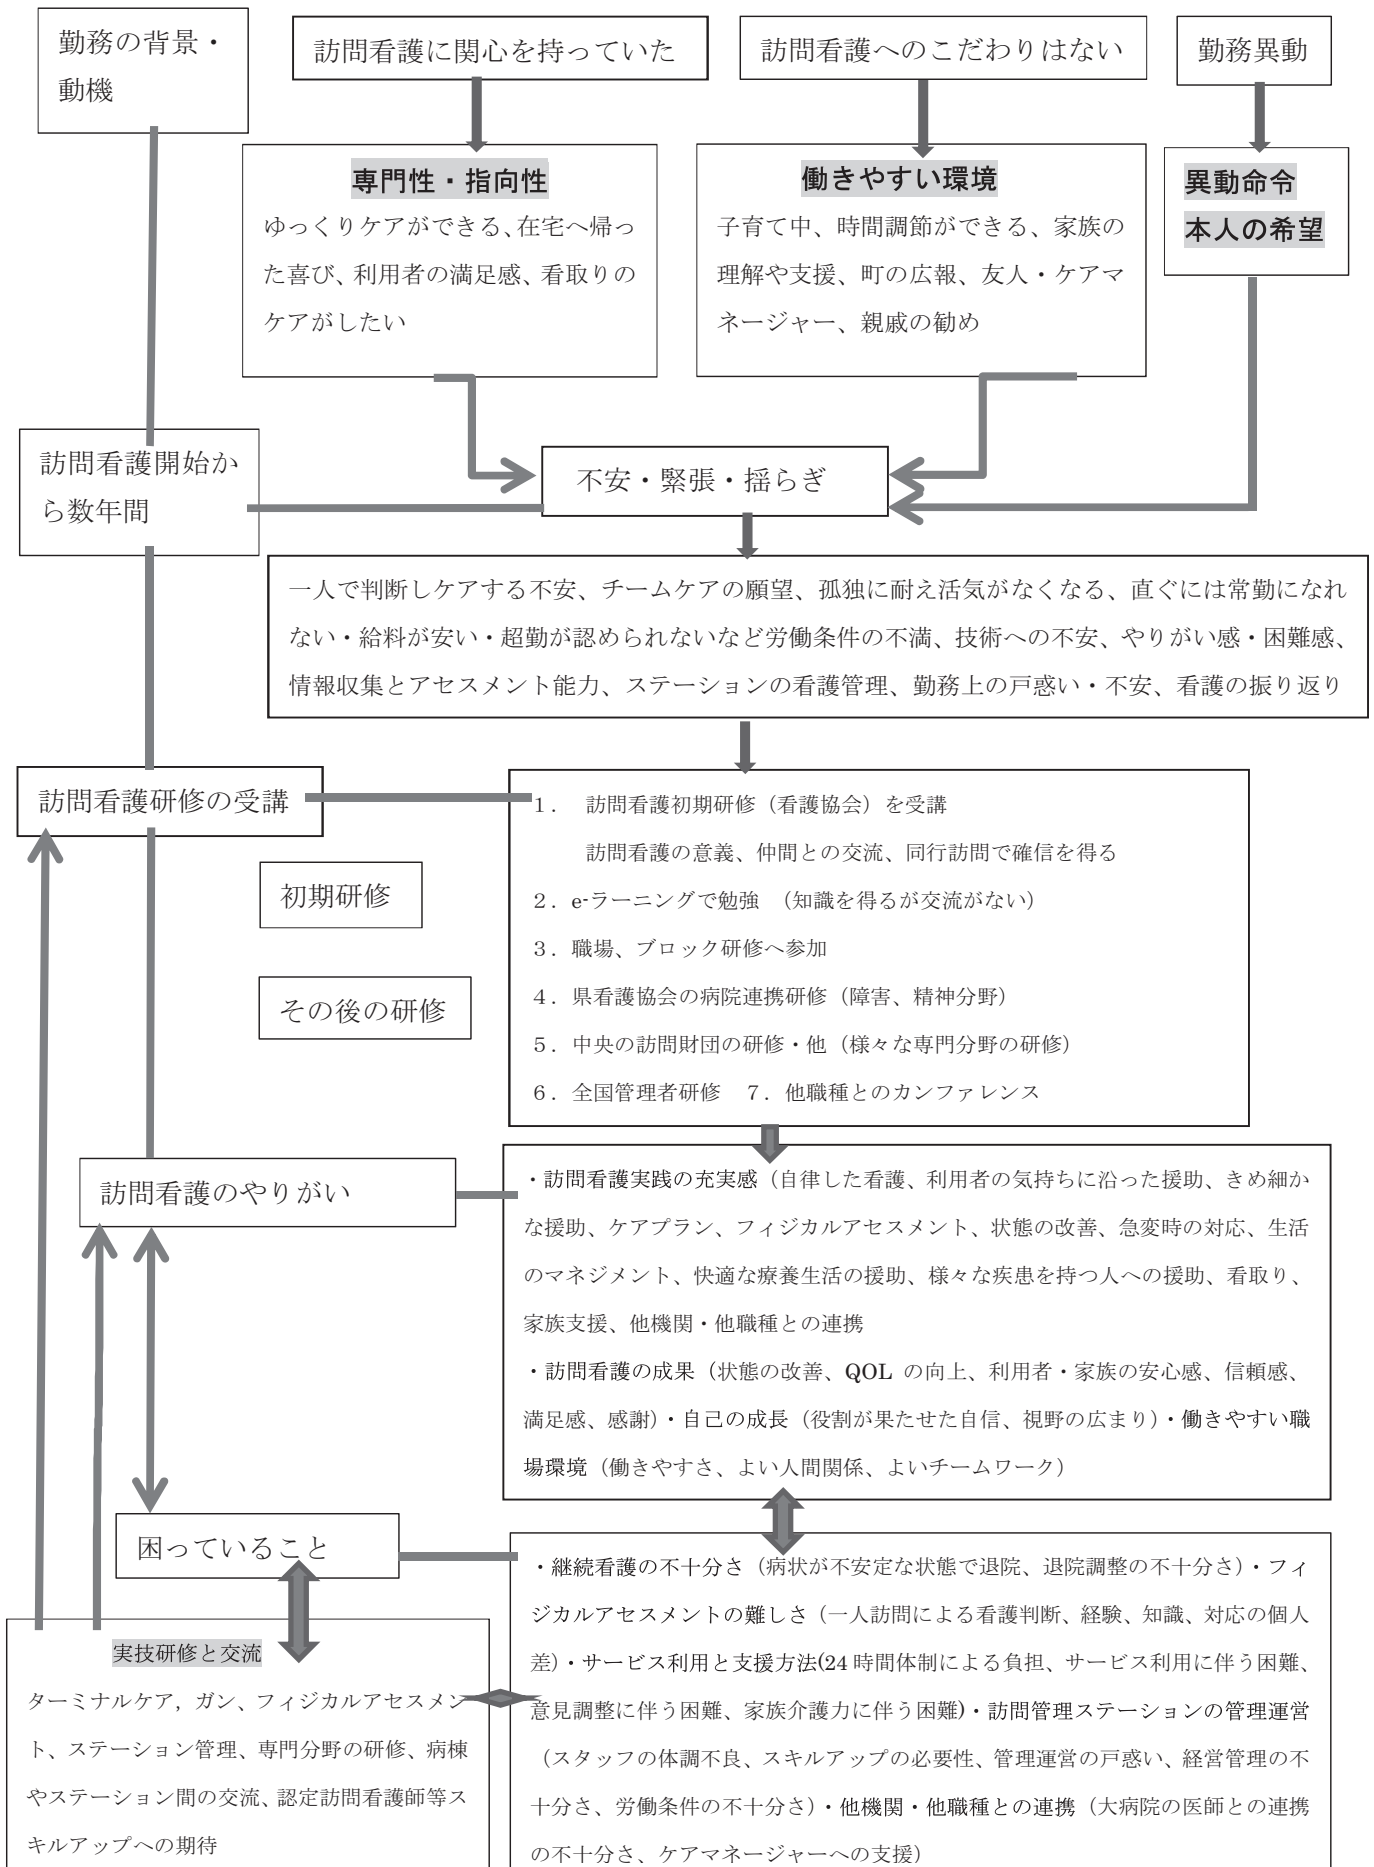 勤務の背景・
動機
訪問看護に関心を持っていた
訪問看護へのこだわりはない
勤務異動
専門性・指向性
ゆっくりケアができる、在宅へ帰っ
た喜び、利用者の満足感、看取りの
ケアがしたい
働きやすい環境
子育て中、時間調節ができる、家族の
理解や支援、町の広報、友人・ケアマ
ネージャー、親戚の勧め
異動命令
本人の希望
訪問看護開始か
ら数年間
不安・緊張・揺らぎ
一人で判断しケアする不安、チームケアの願望、孤独に耐え活気がなくなる、直ぐには常勤になれ
ない・給料が安い・超勤が認められないなど労働条件の不満、技術への不安、やりがい感・困難感、
情報収集とアセスメント能力、ステーションの看護管理、勤務上の戸惑い・不安、看護の振り返り
訪問看護研修の受講
初期研修
その後の研修
１. 訪問看護初期研修（看護協会）を受講
訪問看護の意義、仲間との交流、同行訪問で確信を得る
２. e-ラーニングで勉強 （知識を得るが交流がない）
３. 職場、ブロック研修へ参加
４. 県看護協会の病院連携研修（障害、精神分野）
５. 中央の訪問財団の研修・他（様々な専門分野の研修）
６. 全国管理者研修 ７. 他職種とのカンファレンス
訪問看護のやりがい
・訪問看護実践の充実感（自律した看護、利用者の気持ちに沿った援助、きめ細か
な援助、ケアプラン、フィジカルアセスメント、状態の改善、急変時の対応、生活
のマネジメント、快適な療養生活の援助、様々な疾患を持つ人への援助、看取り、
家族支援、他機関・他職種との連携
・訪問看護の成果（状態の改善、QOL の向上、利用者・家族の安心感、信頼感、
満足感、感謝）・自己の成長（役割が果たせた自信、視野の広まり）・働きやすい職
場環境（働きやすさ、よい人間関係、よいチームワーク）
困っていること
・継続看護の不十分さ（病状が不安定な状態で退院、退院調整の不十分さ）・フィ
ジカルアセスメントの難しさ（一人訪問による看護判断、経験、知識、対応の個人
差）・サービス利用と支援方法(24 時間体制による負担、サービス利用に伴う困難、
意見調整に伴う困難、家族介護力に伴う困難)・訪問管理ステーションの管理運営
（スタッフの体調不良、スキルアップの必要性、管理運営の戸惑い、経営管理の不
十分さ、労働条件の不十分さ）・他機関・他職種との連携（大病院の医師との連携
の不十分さ、ケアマネージャーへの支援）
実技研修と交流
ターミナルケア, ガン、フィジカルアセスメン
ト、ステーション管理、専門分野の研修、病棟
やステーション間の交流、認定訪問看護師等ス
キルアップへの期待